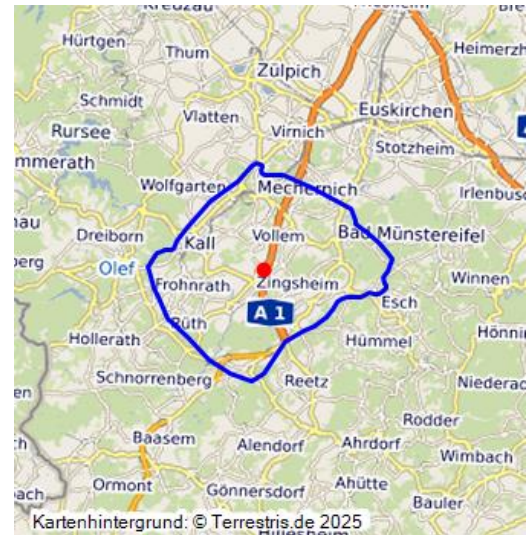 Kreuzau
Hürtgen
Thum
Heimerzh
Zülpich
Schmidt
Vlatten
Euskirchen
Rursee
Virnich
Stotzheim
mmerath
Wolfgarten
Mechernich
Irlenbusc
nau
Dreiborn
Vollem
Bad Münstereifel
Kall
berg
Olef
Winnen
Frohnrath
Zingsheim
Esch
A 1
Rüth
Hönnin
Hollerath
Hümmel
Schnorrenberg
Reetz
Niederad
Rodder
Baasem
Alendorf
Ahrdorf
Wimbach
Ormont
Ahütte
bach
Gönnersdorf
Bauler
Kartenhintergrund: © Terrestris.de 2025